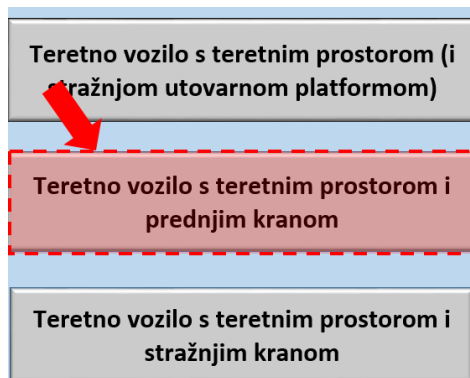 Teretno vozilo s teretnim prostorom (i
stražnjom utovarnom platformom)
Teretno vozilo s teretnim prostorom i
prednjim kranom
Teretno vozilo s teretnim prostorom i
stražnjim kranom